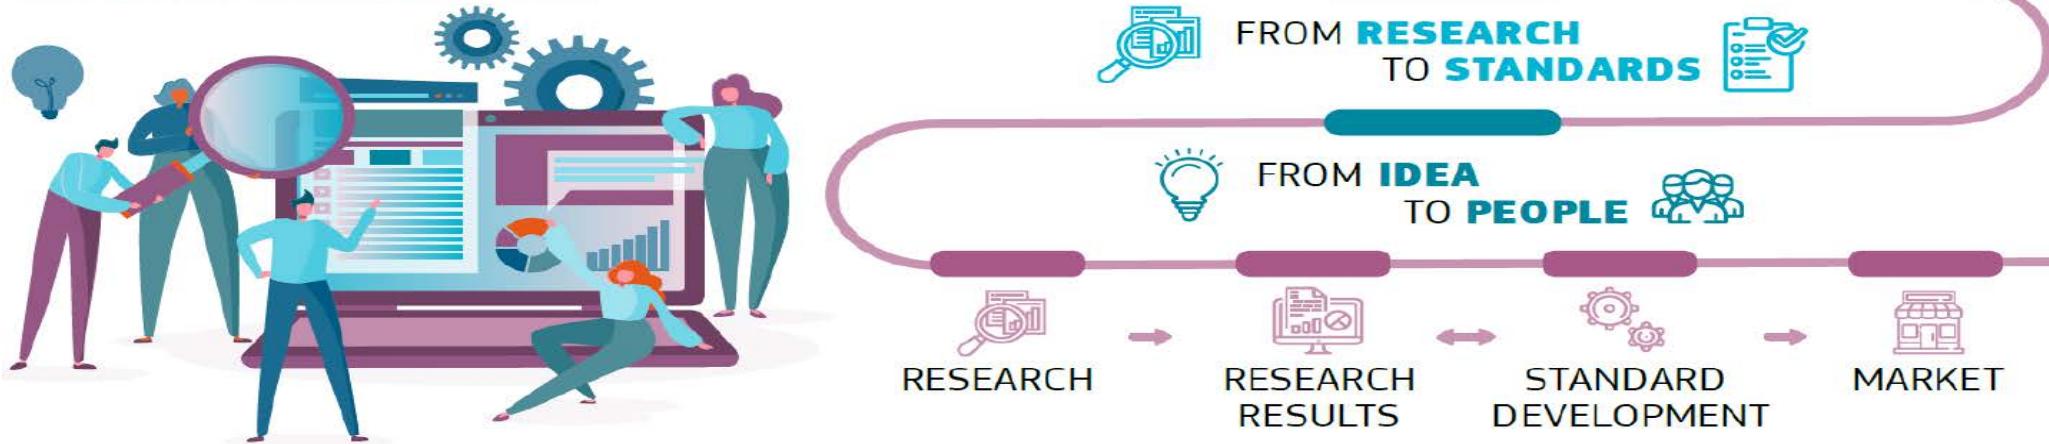 FROM RESEARCH
TO STANDARDS
FROM IDEA
TO PEOPLE
RESEARCH
RESEARCH
RESULTS
STANDARD
DEVELOPMENT
MARKET